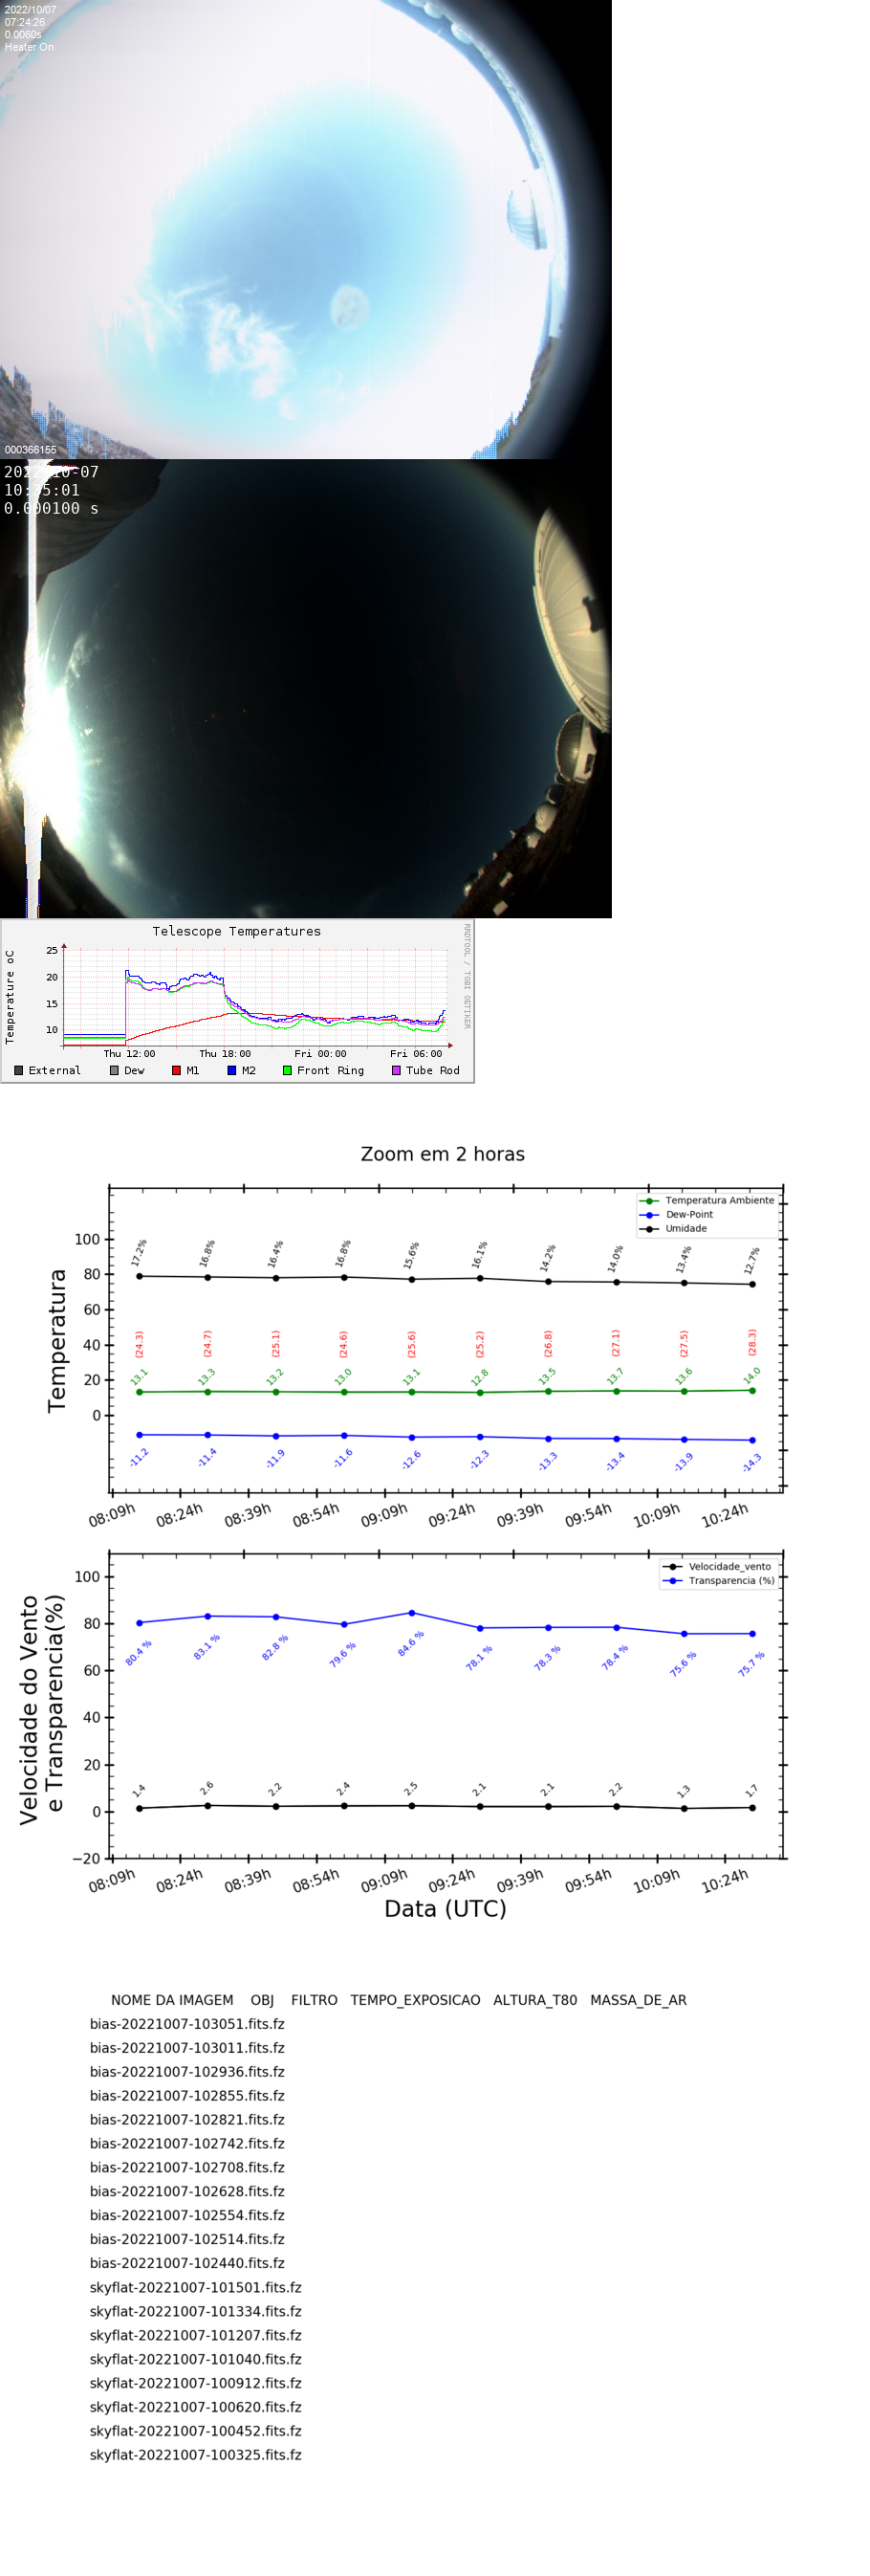 2022/10/07
07:24:26
0.0060s
Heater On
000366155
2022-10-07
10:35:01
0.000100 s
Telescope Temperatures
RRDTOOL / TOBI OETIKER
Temperature oC
25
20
15
10
Thu 12:00 Thu 18:00 Fri 00:00 Fri 06:00
External Dew M1 M2 Front Ring Tube Rod
Zoom em 2 horas
Temperatura Ambiente
Dew-Point
Umidade
Temperatura
100
80
60
40
20
0
17.2% 16.8% 16.4% 16.8% 15.6% 16.1% 14.2% 14.0% 13.4% 12.7%
(24.3) (24.7) (25.1) (24.6) (25.6) (25.2) (26.8) (27.1) (27.5) (28.3)
13.1 13.3 13.2 13.0 13.1 12.8 13.5 13.7 13.6 14.0
-11.2 -11.4 -11.9 -11.6 -12.6 -12.3 -13.3 -13.4 -13.9 -14.3
08:09h 08:24h 08:39h 08:54h 09:09h 09:24h 09:39h 09:54h 10:09h 10:24h
Velocidade_vento
Transparencia (%)
Velocidade do Vento
e Transparencia(%)
100
80
60
40
20
0
−20
80.4 % 83.1 % 82.8 % 79.6 % 84.6 % 78.1 % 78.3 % 78.4 % 75.6 % 75.7 %
1.4 2.6 2.2 2.4 2.5 2.1 2.1 2.2 1.3 1.7
08:09h 08:24h 08:39h 08:54h 09:09h 09:24h 09:39h 09:54h 10:09h 10:24h
Data (UTC)
NOME DA IMAGEM OBJ FILTRO TEMPO_EXPOSICAO ALTURA_T80 MASSA_DE_AR
bias-20221007-103051.fits.fz
bias-20221007-103011.fits.fz
bias-20221007-102936.fits.fz
bias-20221007-102855.fits.fz
bias-20221007-102821.fits.fz
bias-20221007-102742.fits.fz
bias-20221007-102708.fits.fz
bias-20221007-102628.fits.fz
bias-20221007-102554.fits.fz
bias-20221007-102514.fits.fz
bias-20221007-102440.fits.fz
skyflat-20221007-101501.fits.fz
skyflat-20221007-101334.fits.fz
skyflat-20221007-101207.fits.fz
skyflat-20221007-101040.fits.fz
skyflat-20221007-100912.fits.fz
skyflat-20221007-100620.fits.fz
skyflat-20221007-100452.fits.fz
skyflat-20221007-100325.fits.fz